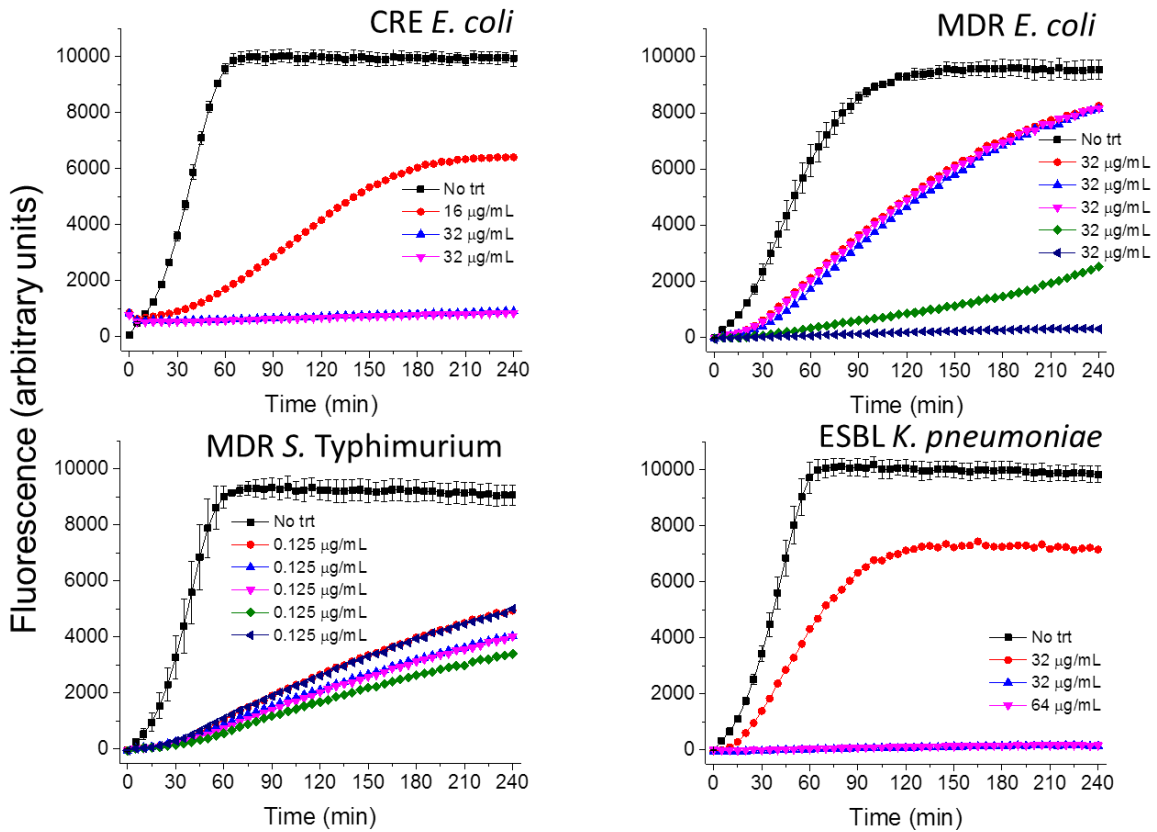 Fluorescence (arbitrary units)
CRE E. coli
10000
8000
6000
4000
2000
0
No trt
16 μg/mL
32 μg/mL
32 μg/mL
0 30 60 90 120 150 180 210 240
Time (min)
MDR E. coli
10000
8000
6000
4000
2000
0
No trt
32 μg/mL
32 μg/mL
32 μg/mL
32 μg/mL
32 μg/mL
0 30 60 90 120 150 180 210 240
Time (min)
MDR S. Typhimurium
10000
8000
6000
4000
2000
0
No trt
0.125 μg/mL
0.125 μg/mL
0.125 μg/mL
0.125 μg/mL
0.125 μg/mL
0 30 60 90 120 150 180 210 240
Time (min)
ESBL K. pneumoniae
10000
8000
6000
4000
2000
0
No trt
32 μg/mL
32 μg/mL
64 μg/mL
0 30 60 90 120 150 180 210 240
Time (min)